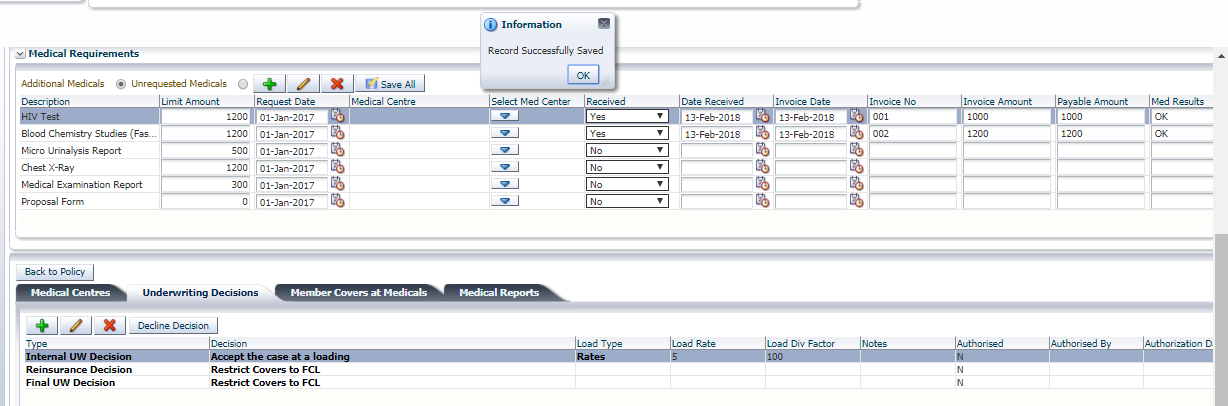 Information
Record Successfully Saved
OK
Medical Requirements
Additional Medicals Unrequested Medicals Save All
Description Limit Amount Request Date Medical Centre Select Med Center Received Date Received Invoice Date Invoice No Invoice Amount Payable Amount Med Results
HIV Test 1200 01-Jan-2017 Yes 13-Feb-2018 13-Feb-2018 001 1000 1000 OK
Blood Chemistry Studies (Fas... 1200 01-Jan-2017 Yes 13-Feb-2018 13-Feb-2018 002 1200 1200 OK
Micro Urinalysis Report 500 01-Jan-2017 No
Chest X-Ray 1200 01-Jan-2017 No
Medical Examination Report 300 01-Jan-2017 No
Proposal Form 0 01-Jan-2017 No
Back to Policy
Medical Centres Underwriting Decisions Member Covers at Medicals Medical Reports
Decline Decision
Type Decision Load Type Load Rate Load Div Factor Notes Authorised Authorised By Authorization D
Internal UW Decision Accept the case at a loading Rates 5 100 N
Reinsurance Decision Restrict Covers to FCL N
Final UW Decision Restrict Covers to FCL N